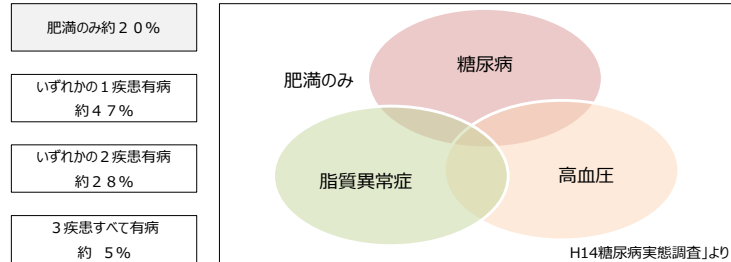 肥満のみ約２０%
いずれかの１疾患有病
約４７%
いずれかの２疾患有病
約２８%
３疾患すべて有病
約　５%
肥満のみ
糖尿病
脂質異常症
高血圧
H14糖尿病実態調査」より